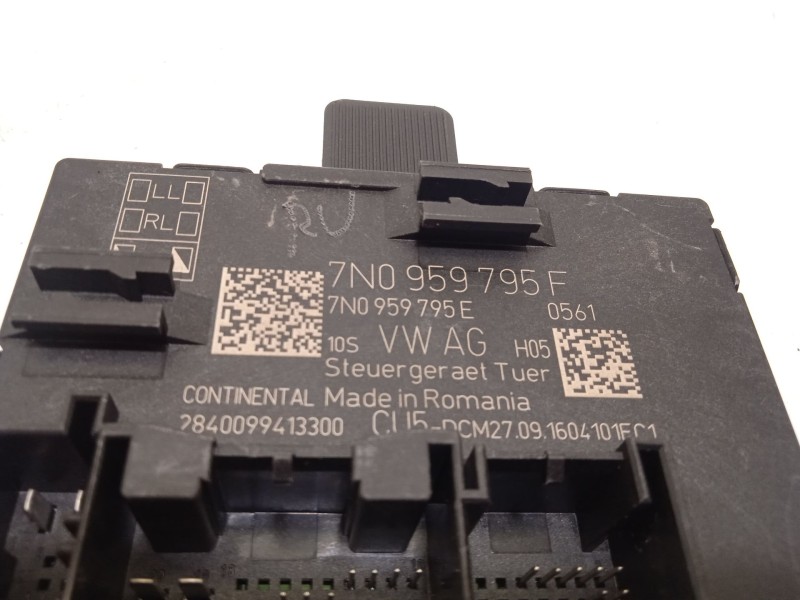 LL
RL
7N0 959 795 F
7N0 959 795 E 0561
10S VW AG H05
Steuergeraet Tuer
CONTINENTAL Made in Romania
2840099413300 CU5-DCM27.09.1604101EC1